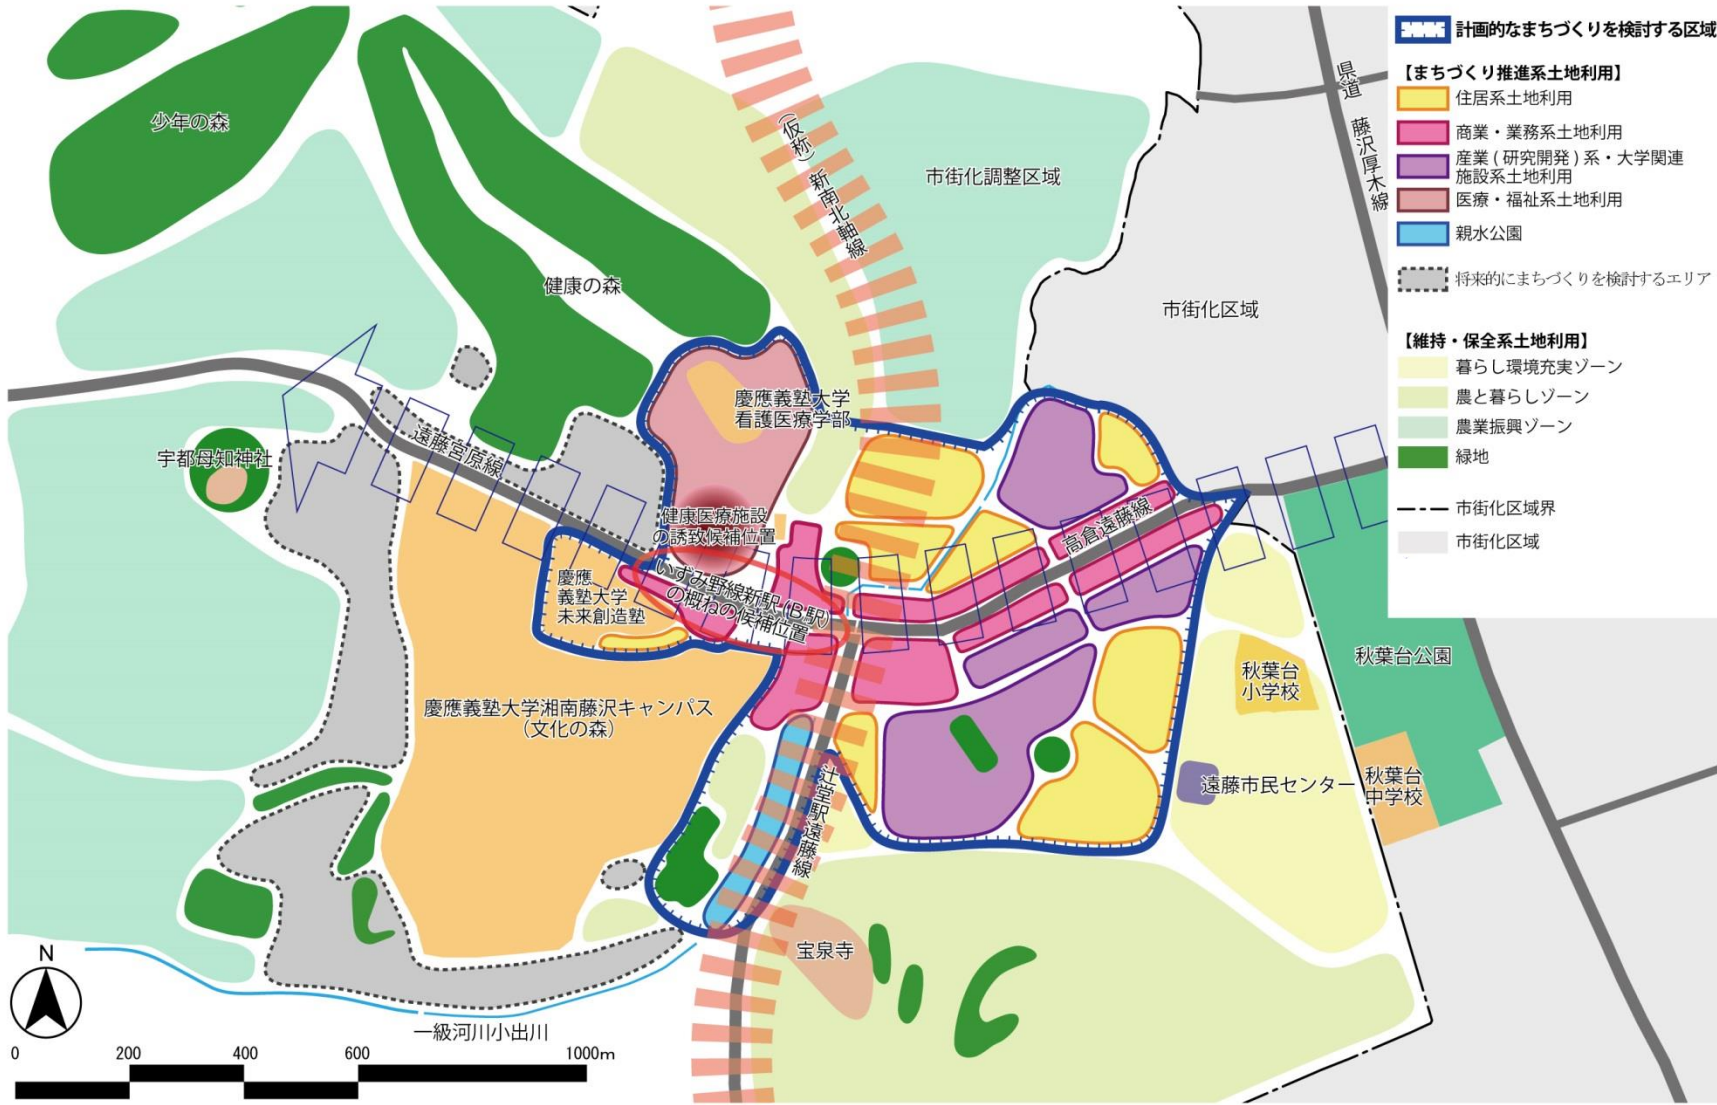 計画的なまちづくりを検討する区域
【まちづくり推進系土地利用】
住居系土地利用
商業・業務系土地利用
産業(研究開発)系・大学関連
施設系土地利用
医療・福祉系土地利用
親水公園
将来的にまちづくりを検討するエリア
【維持・保全系土地利用】
暮らし環境充実ゾーン
農と暮らしゾーン
農業振興ゾーン
緑地
市街化区域界
市街化区域
少年の森
(仮称)新南北軸線
市街化調整区域
県道 藤沢厚木線
健康の森
市街化区域
慶應義塾大学
看護医療学部
宇都母知神社
遠藤宮原線
健康医療施設
の誘致候補位置
高倉遠藤線
慶應
義塾大学
未来創造塾
いずみ野線新駅(B駅)
の概ねの候補位置
秋葉台
小学校
秋葉台公園
慶應義塾大学湘南藤沢キャンパス
(文化の森)
辻堂駅遠藤線
遠藤市民センター
秋葉台
中学校
宝泉寺
一級河川小出川
N
0 200 400 600 1000m